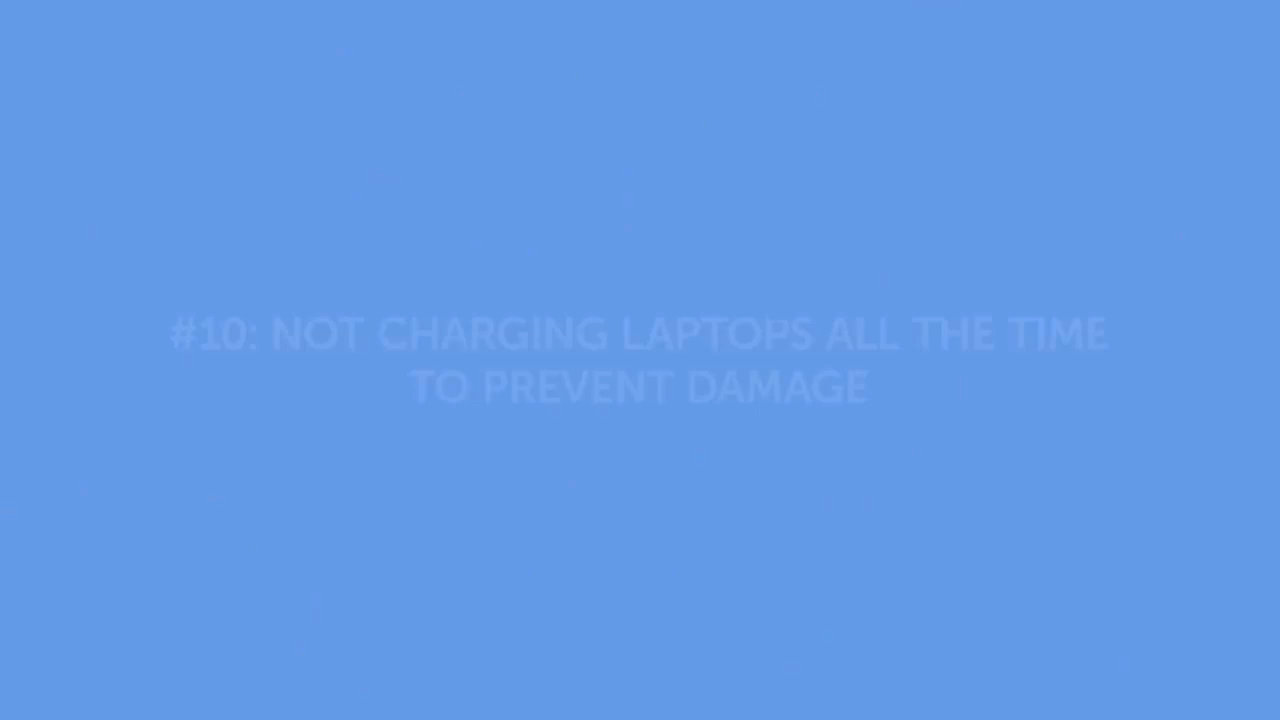 #10: NOT CHARGING LAPTOPS ALL THE TIME
TO PREVENT DAMAGE